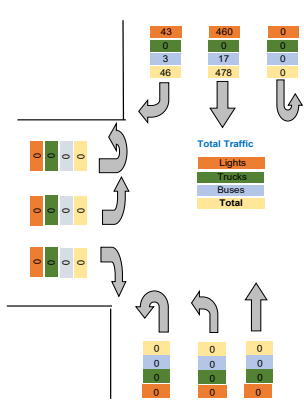 43 460 0
0 0 0
3 17 0
46 478 0
Total Traffic
Lights
Trucks
Buses
Total
0 0 0 0
0 0 0 0
0 0 0 0
0 0 0
0 0 0
0 0 0
0 0 0